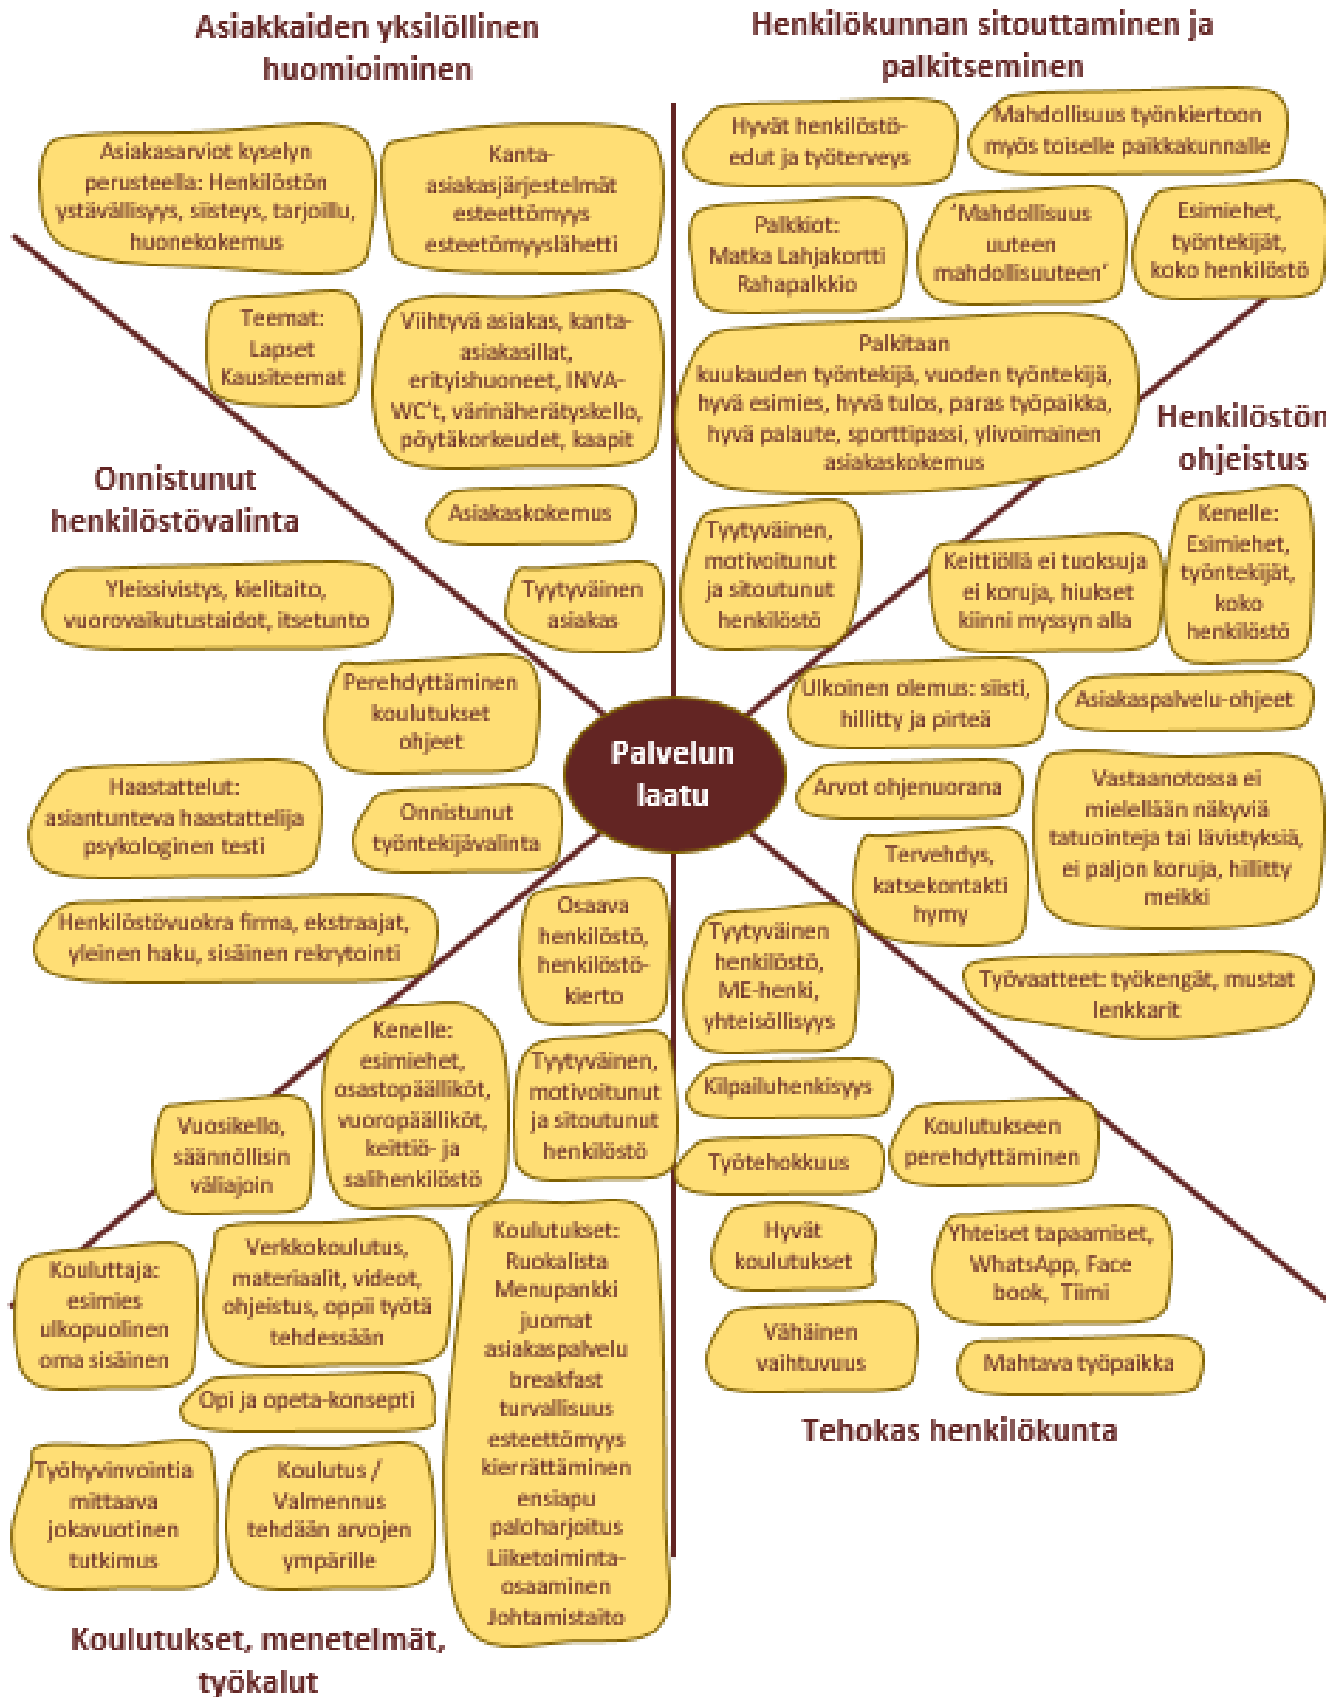 Asiakkaiden yksilöllinen
huomioiminen
Asiakasarviot kyselyn
perusteella: Henkilöstön
ystävällisyys, siisteys, tarjoillu,
huonekokemus
Kanta-
asiakasjärjestelmät
esteettömyys
esteetömyyslähetti
Teemat:
Lapset
Kausiteemat
Viihtyvä asiakas, kanta-
asiakasillat,
erityishuoneet, INVA-
WC't, värinäherätyskello,
pöytäkorkeudet, kaapit
Asiakaskokemus
Tyytyväinen
asiakas
Henkilökunnan sitouttaminen ja
palkitseminen
Hyvät henkilöstö-
edut ja työterveys
Mahdollisuus työnkiertoon
myös toiselle paikkakunnalle
Palkkiot:
Matka Lahjakortti
Rahapalkkio
'Mahdollisuus
uuteen
mahdollisuuteen'
Esimiehet,
työntekijät,
koko henkilöstö
Palkitaan
kuukauden työntekijä, vuoden työntekijä,
hyvä esimies, hyvä tulos, paras työpaikka,
hyvä palaute, sporttipassi, ylivoimainen
asiakaskokemus
Tyytyväinen,
motivoitunut
ja sitoutunut
henkilöstö
Henkilöstön
ohjeistus
Kenelle:
Esimiehet,
työntekijät,
koko
henkilöstö
Keittiöllä ei tuoksuja
ei koruja, hiukset
kiinni myssyn alla
Ulkoinen olemus: siisti,
hillitty ja pirteä
Asiakaspalvelu-ohjeet
Arvot ohjenuorana
Vastaanotossa ei
mielellään näkyviä
tatuointeja tai lävistyksiä,
ei paljon koruja, hillitty
meikki
Tervehdys,
katsekontakti
hymy
Työvaatteet: työkengät, mustat
lenkkarit
Palvelun
laatu
Onnistunut
henkilöstövalinta
Yleissivistys, kielitaito,
vuorovaikutustaidot, itsetunto
Perehdyttäminen
koulutukset
ohjeet
Haastattelut:
asiantunteva haastattelija
psykologinen testi
Onnistunut
työntekijävalinta
Henkilöstövuokra firma, ekstraajat,
yleinen haku, sisäinen rekrytointi
Osaava
henkilöstö,
henkilöstö-
kierto
Kenelle:
esimiehet,
osastopäälliköt,
vuoropäälliköt,
keittiö- ja
salihenkilöstö
Tyytyväinen,
motivoitunut
ja sitoutunut
henkilöstö
Vuosikello,
säännöllisin
väliajoin
Kouluttaja:
esimies
ulkopuolinen
oma sisäinen
Verkkokoulutus,
materiaalit, videot,
ohjeistus, oppii työtä
tehdessään
Opi ja opeta-konsepti
Työhyvinvointia
mittaava
jokavuotinen
tutkimus
Koulutus /
Valmennus
tehdään arvojen
ympärille
Koulutukset:
Ruokalista
Menupankki
juomat
asiakaspalvelu
breakfast
turvallisuus
esteettömyys
kierrättäminen
ensiapu
paloharjoitus
Liiketoiminta-
osaaminen
Johtamistaito
Koulutukset, menetelmät,
työkalut
Tyytyväinen
henkilöstö,
ME-henki,
yhteisöllisyys
Kilpailuhenkisyys
Työtehokkuus
Koulutukseen
perehdyttäminen
Hyvät
koulutukset
Yhteiset tapaamiset,
WhatsApp, Face
book, Tiimi
Vähäinen
vaihtuvuus
Mahtava työpaikka
Tehokas henkilökunta